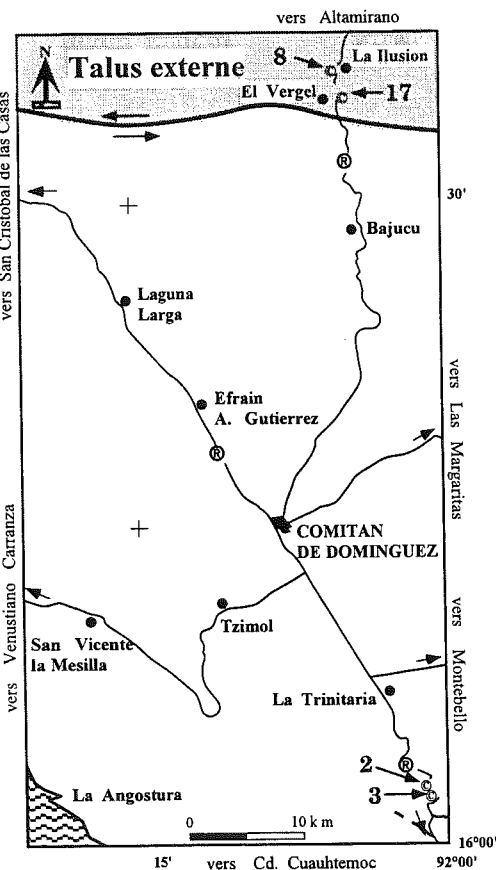 vers Altamirano
N
Talus externe
8
La Ilusion
El Vergel
17
R
vers San Cristobal de las Casas
30'
Bajucu
Laguna
Larga
vers Las Margaritas
Efrain
A. Gutierrez
R
COMITAN
DE DOMINGUEZ
vers Venustiano Carranza
Tzimol
San Vicente
la Mesilla
vers Montebello
La Trinitaria
R
2
©
3
©
La Angostura
0 10 km
16°00'
15' vers Cd. Cuauhtemoc 92°00'